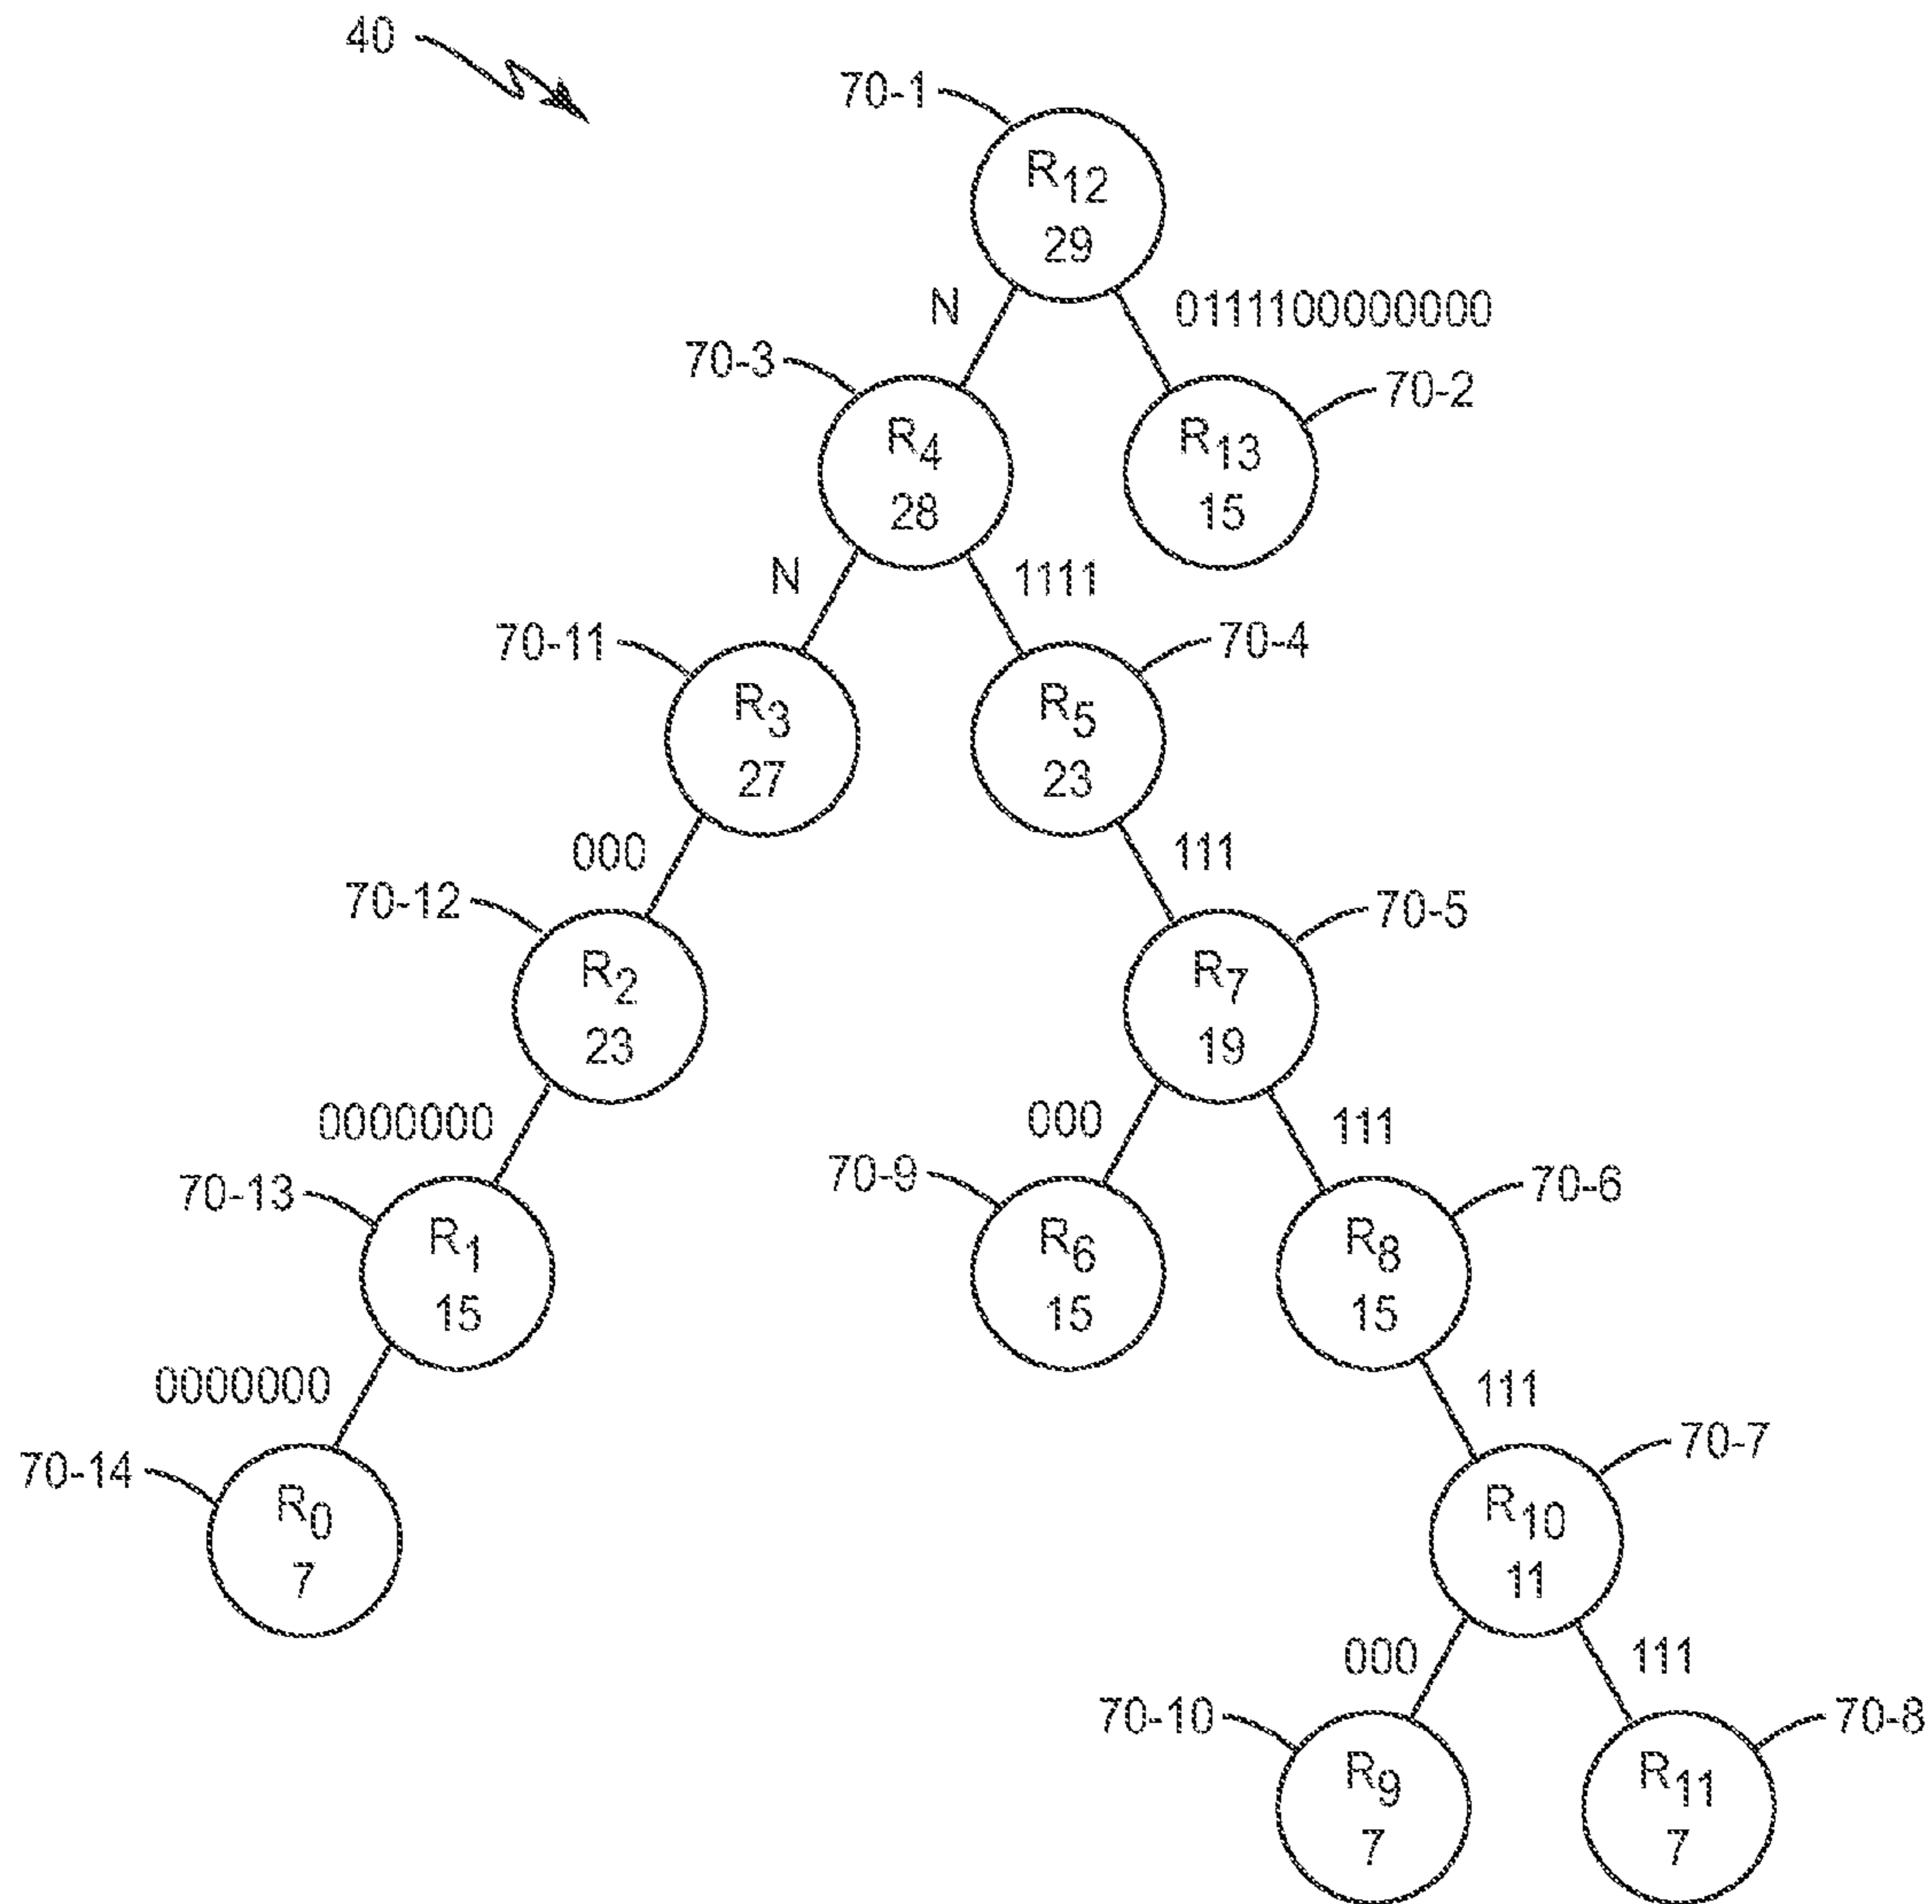 40
70-1
R12
29
N
0111100000000
70-3
70-2
R4
28
R13
15
N
1111
70-11
70-4
R3
27
R5
23
000
111
70-12
70-5
R2
23
R7
19
0000000
000
111
70-13
70-9
70-6
R1
15
R6
15
R8
15
0000000
111
70-14
70-7
R0
7
R10
11
000
111
70-10
70-8
R9
7
R11
7